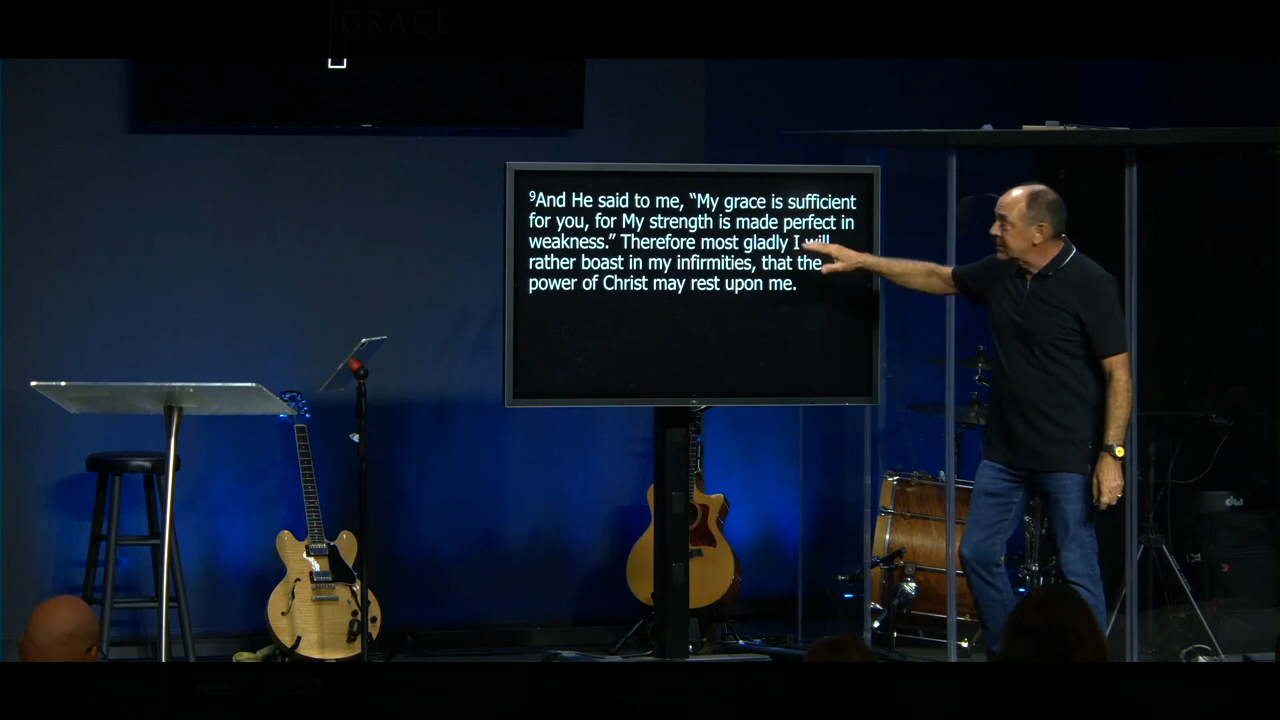 GRACE
⁹And He said to me, “My grace is sufficient
for you, for My strength is made perfect in
weakness.” Therefore most gladly I will
rather boast in my infirmities, that the
power of Christ may rest upon me.
dw